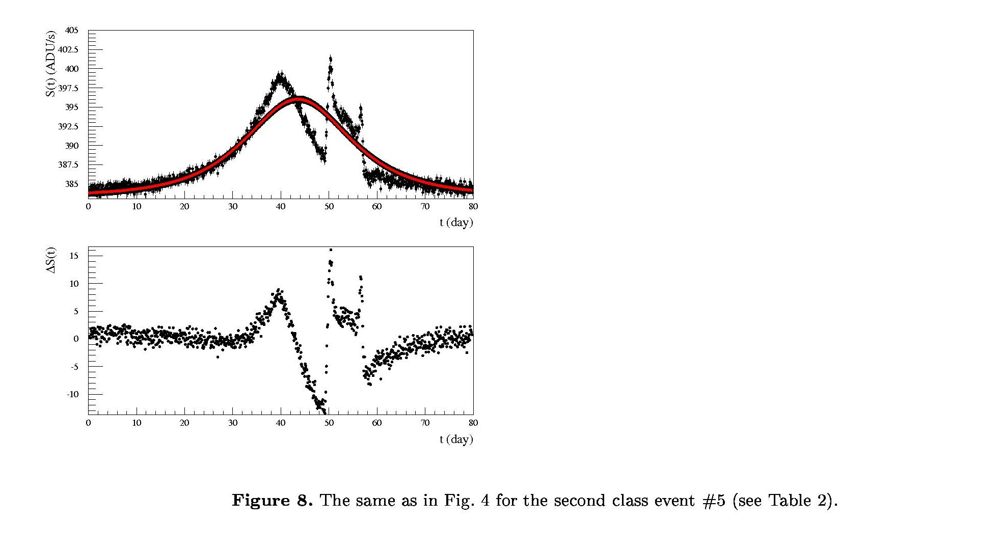 S(t) (ADU/s)
405
402.5
400
397.5
395
392.5
390
387.5
385
0 10 20 30 40 50 60 70 80
t (day)
ΔS(t)
15
10
5
0
-5
-10
0 10 20 30 40 50 60 70 80
t (day)
Figure 8. The same as in Fig. 4 for the second class event #5 (see Table 2).